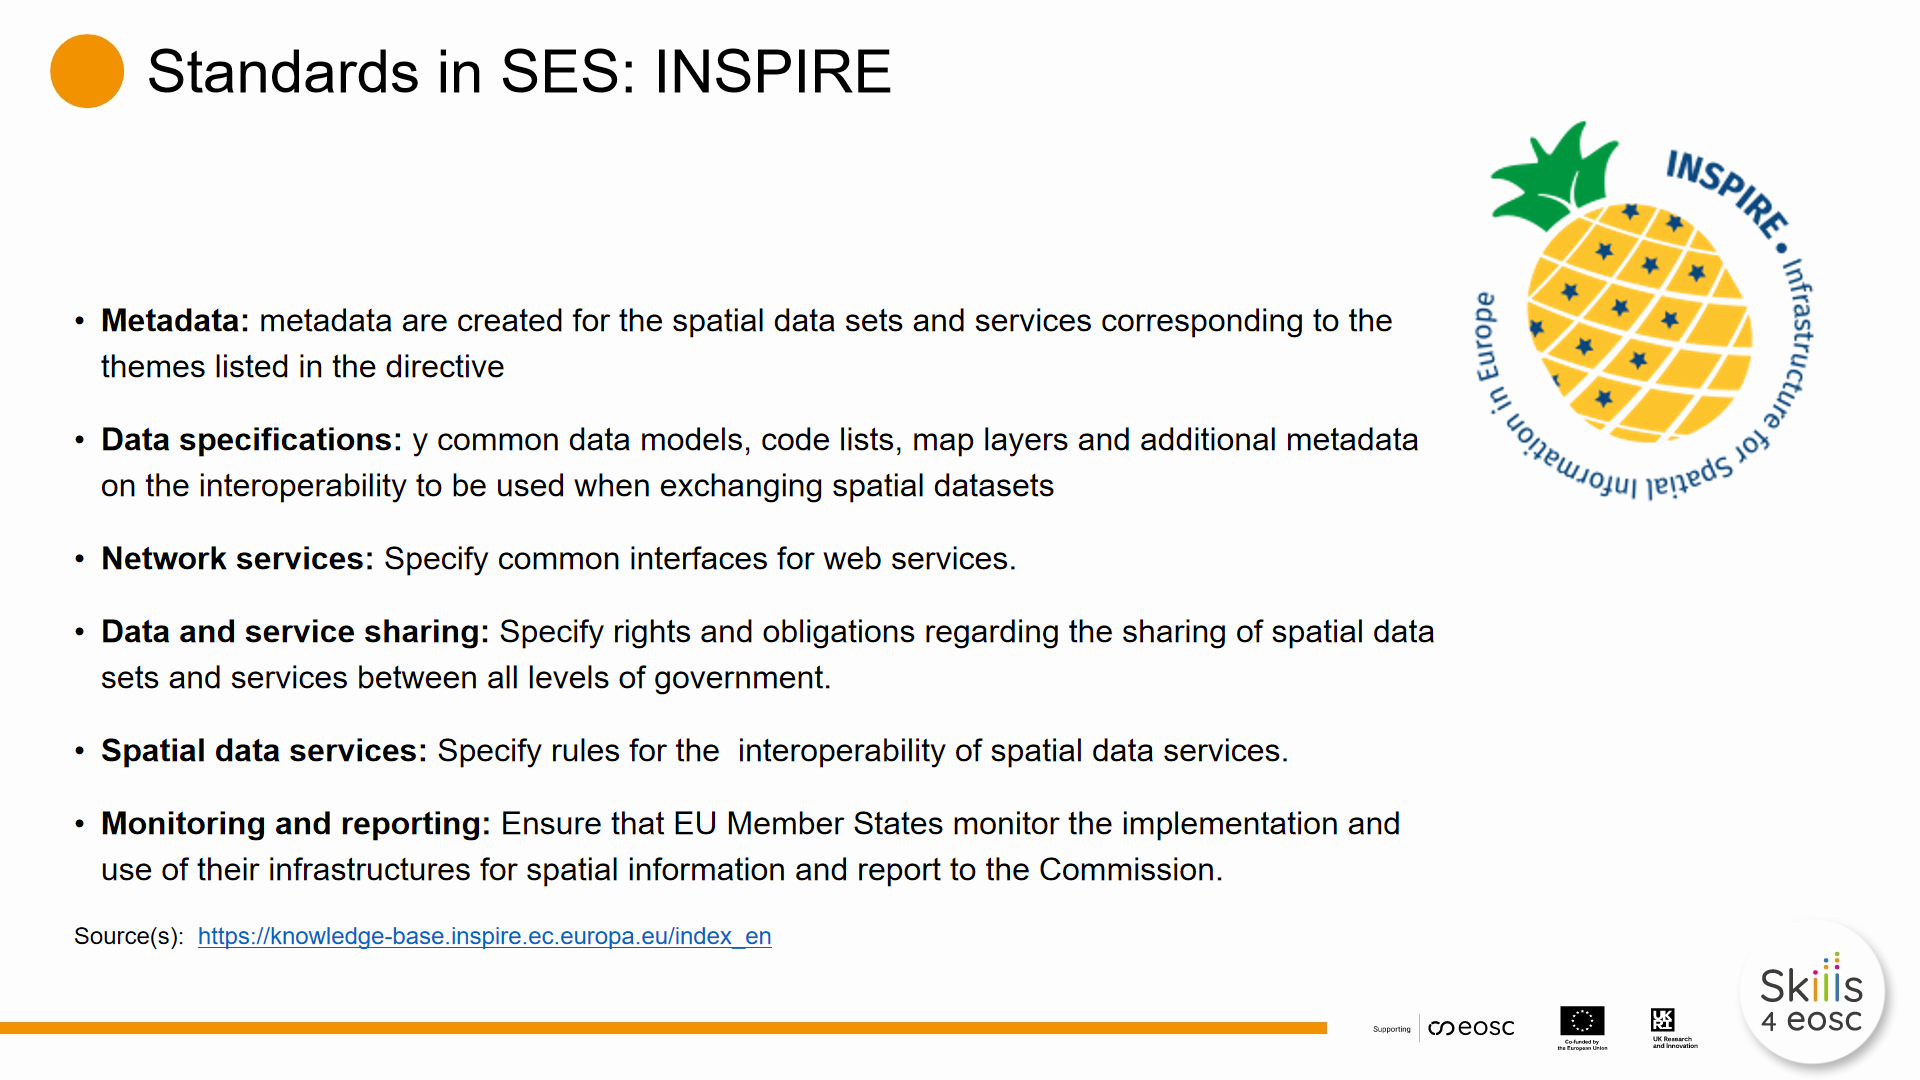 Standards in SES: INSPIRE
INSPIRE • Infrastructure for Spatial Information in Europe
• Metadata: metadata are created for the spatial data sets and services corresponding to the
themes listed in the directive
• Data specifications: y common data models, code lists, map layers and additional metadata
on the interoperability to be used when exchanging spatial datasets
• Network services: Specify common interfaces for web services.
• Data and service sharing: Specify rights and obligations regarding the sharing of spatial data
sets and services between all levels of government.
• Spatial data services: Specify rules for the  interoperability of spatial data services.
• Monitoring and reporting: Ensure that EU Member States monitor the implementation and
use of their infrastructures for spatial information and report to the Commission.
Source(s):  https://knowledge-base.inspire.ec.europa.eu/index_en
Supporting
eosc
Co-funded by
the European Union
UKRI
UK Research
and Innovation
Skills
4 eosc